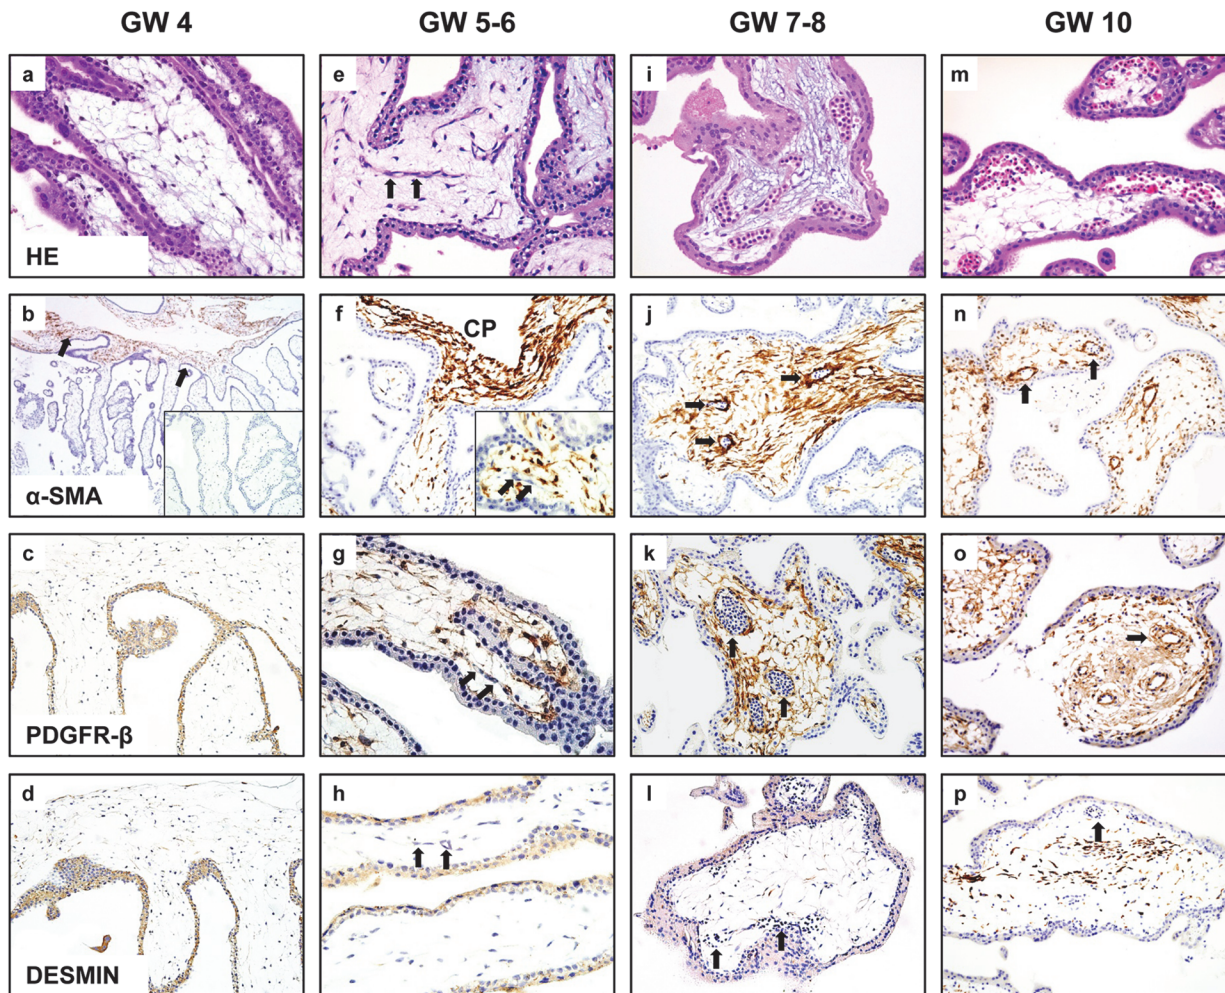 GW 4 GW 5-6 GW 7-8 GW 10
a e i m
HE
b f j n
CP
α-SMA
c g k o
PDGFR-β
d h l p
DESMIN